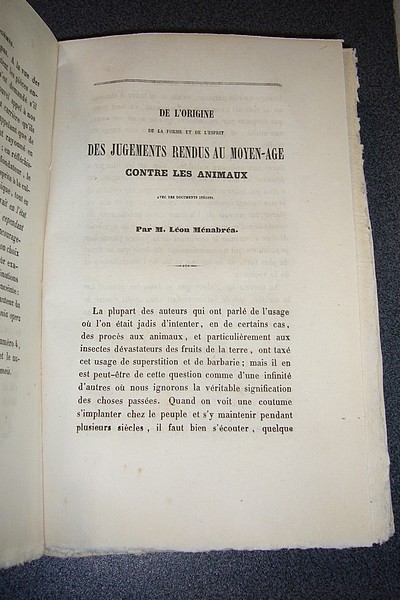 DE L'ORIGINE
DE LA FORME ET DE L'ESPRIT
DES JUGEMENTS RENDUS AU MOYEN-AGE
CONTRE LES ANIMAUX
AVEC DES DOCUMENTS INÉDITS.
Par M. Léon Ménabréa.
La plupart des auteurs qui ont parlé de l'usage
où l'on était jadis d'intenter, en de certains cas,
des procès aux animaux, et particulièrement aux
insectes dévastateurs des fruits de la terre, ont taxé
cet usage de superstition et de barbarie; mais il en
est peut-être de cette question comme d'une infinité
d'autres où nous ignorons la véritable signification
des choses passées. Quand on voit une coutume
s'implanter chez le peuple et s'y maintenir pendant
plusieurs siècles, il faut bien s'écouter, quelque